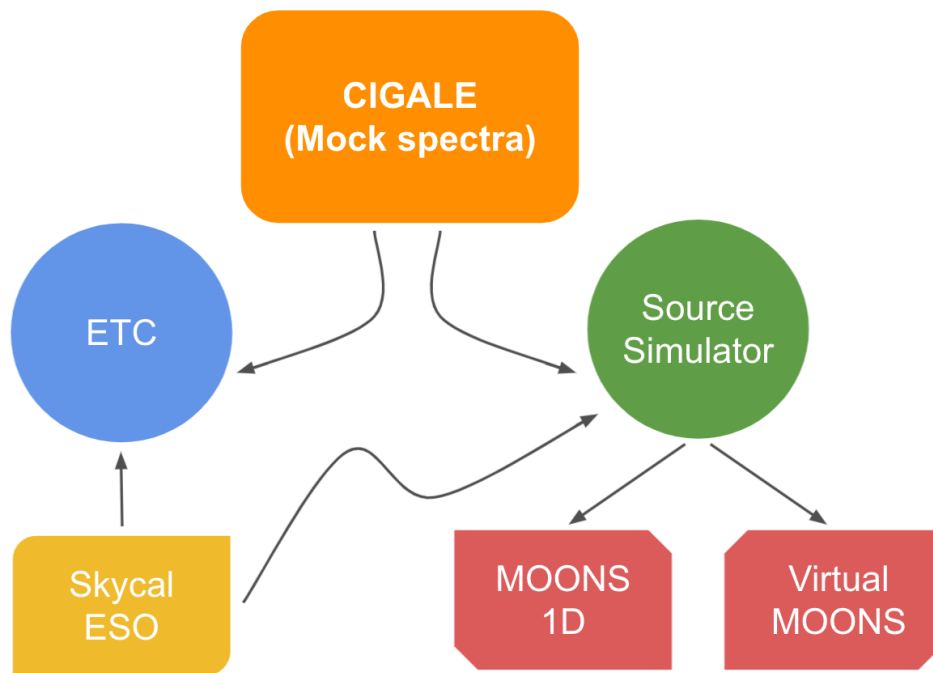 CIGALE
(Mock spectra)
ETC
Source
Simulator
Skycal
ESO
MOONS
1D
Virtual
MOONS